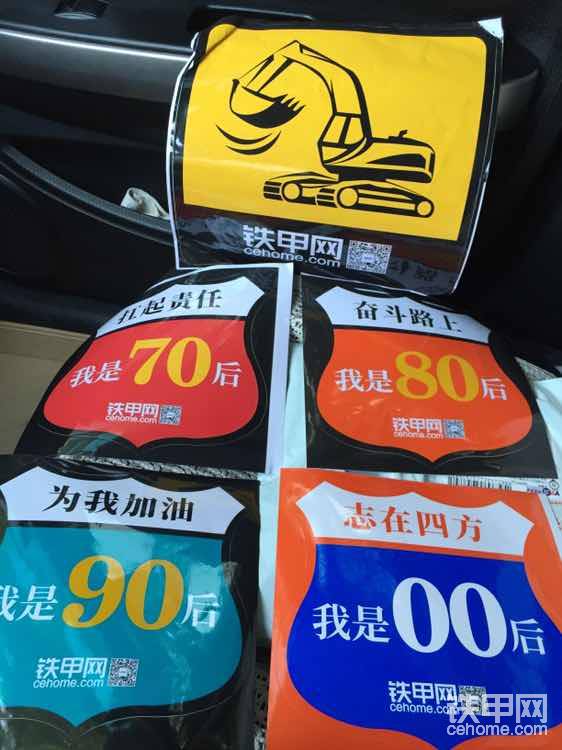 铁甲网
cehome.com
扛起责任
我是70后
铁甲网
cehome.com
奋斗路上
我是80后
铁甲网
cehome.com
为我加油
我是90后
铁甲网
cehome.com
志在四方
我是00后
铁甲网
cehome.com
铁甲网
cehome.com